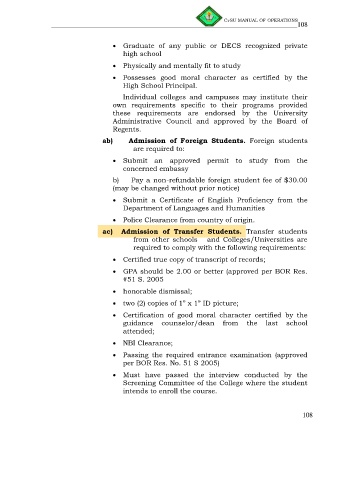 CvSU MANUAL OF OPERATIONS
108
• Graduate of any public or DECS recognized private
high school
• Physically and mentally fit to study
• Possesses good moral character as certified by the
High School Principal.
Individual colleges and campuses may institute their
own requirements specific to their programs provided
these requirements are endorsed by the University
Administrative Council and approved by the Board of
Regents.
ab) Admission of Foreign Students. Foreign students
are required to:
• Submit an approved permit to study from the
concerned embassy
b) Pay a non-refundable foreign student fee of $30.00
(may be changed without prior notice)
• Submit a Certificate of English Proficiency from the
Department of Languages and Humanities
• Police Clearance from country of origin.
ac) Admission of Transfer Students. Transfer students
from other schools and Colleges/Universities are
required to comply with the following requirements:
• Certified true copy of transcript of records;
• GPA should be 2.00 or better (approved per BOR Res.
#51 S. 2005
• honorable dismissal;
• two (2) copies of 1” x 1” ID picture;
• Certification of good moral character certified by the
guidance counselor/dean from the last school
attended;
• NBI Clearance;
• Passing the required entrance examination (approved
per BOR Res. No. 51 S 2005)
• Must have passed the interview conducted by the
Screening Committee of the College where the student
intends to enroll the course.
108